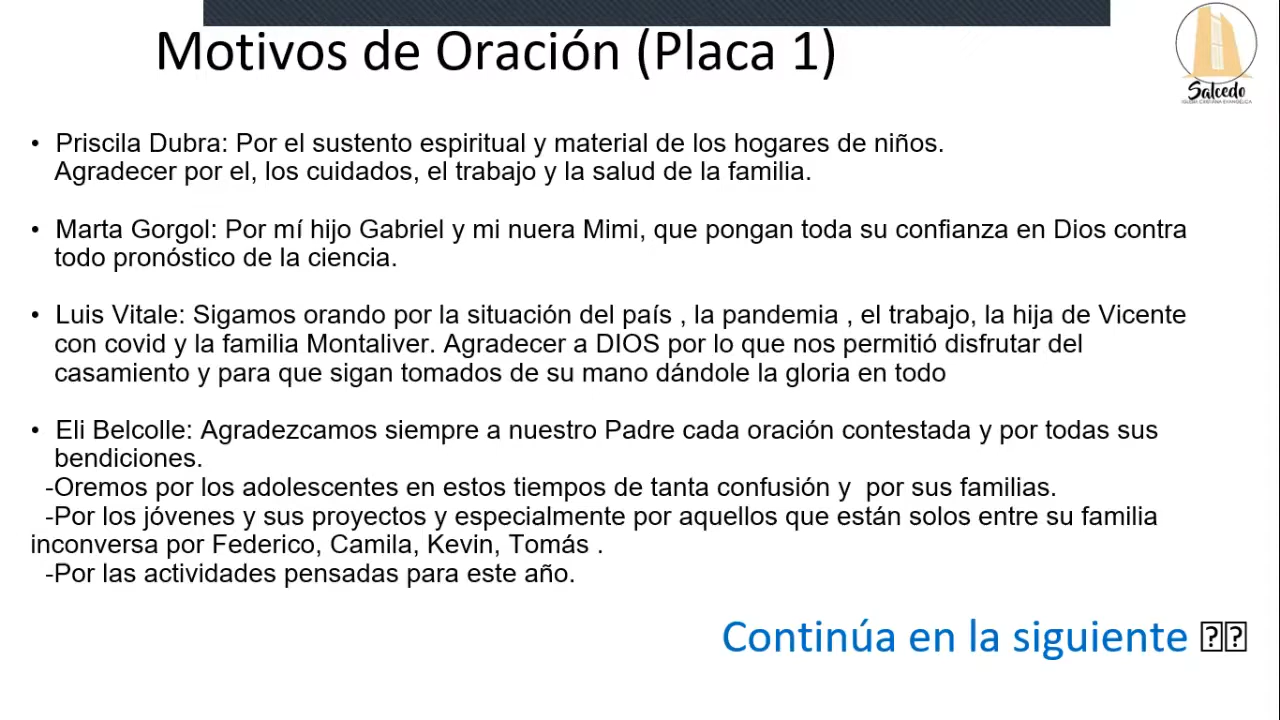 Motivos de Oración (Placa 1)
Salcedo
IGLESIA CRISTIANA EVANGÉLICA
• Priscila Dubra: Por el sustento espiritual y material de los hogares de niños.
Agradecer por el, los cuidados, el trabajo y la salud de la familia.
• Marta Gorgol: Por mí hijo Gabriel y mi nuera Mimi, que pongan toda su confianza en Dios contra
todo pronóstico de la ciencia.
• Luis Vitale: Sigamos orando por la situación del país , la pandemia , el trabajo, la hija de Vicente
con covid y la familia Montaliver. Agradecer a DIOS por lo que nos permitió disfrutar del
casamiento y para que sigan tomados de su mano dándole la gloria en todo
• Eli Belcolle: Agradezcamos siempre a nuestro Padre cada oración contestada y por todas sus
bendiciones.
-Oremos por los adolescentes en estos tiempos de tanta confusión y  por sus familias.
-Por los jóvenes y sus proyectos y especialmente por aquellos que están solos entre su familia
inconversa por Federico, Camila, Kevin, Tomás .
-Por las actividades pensadas para este año.
Continúa en la siguiente